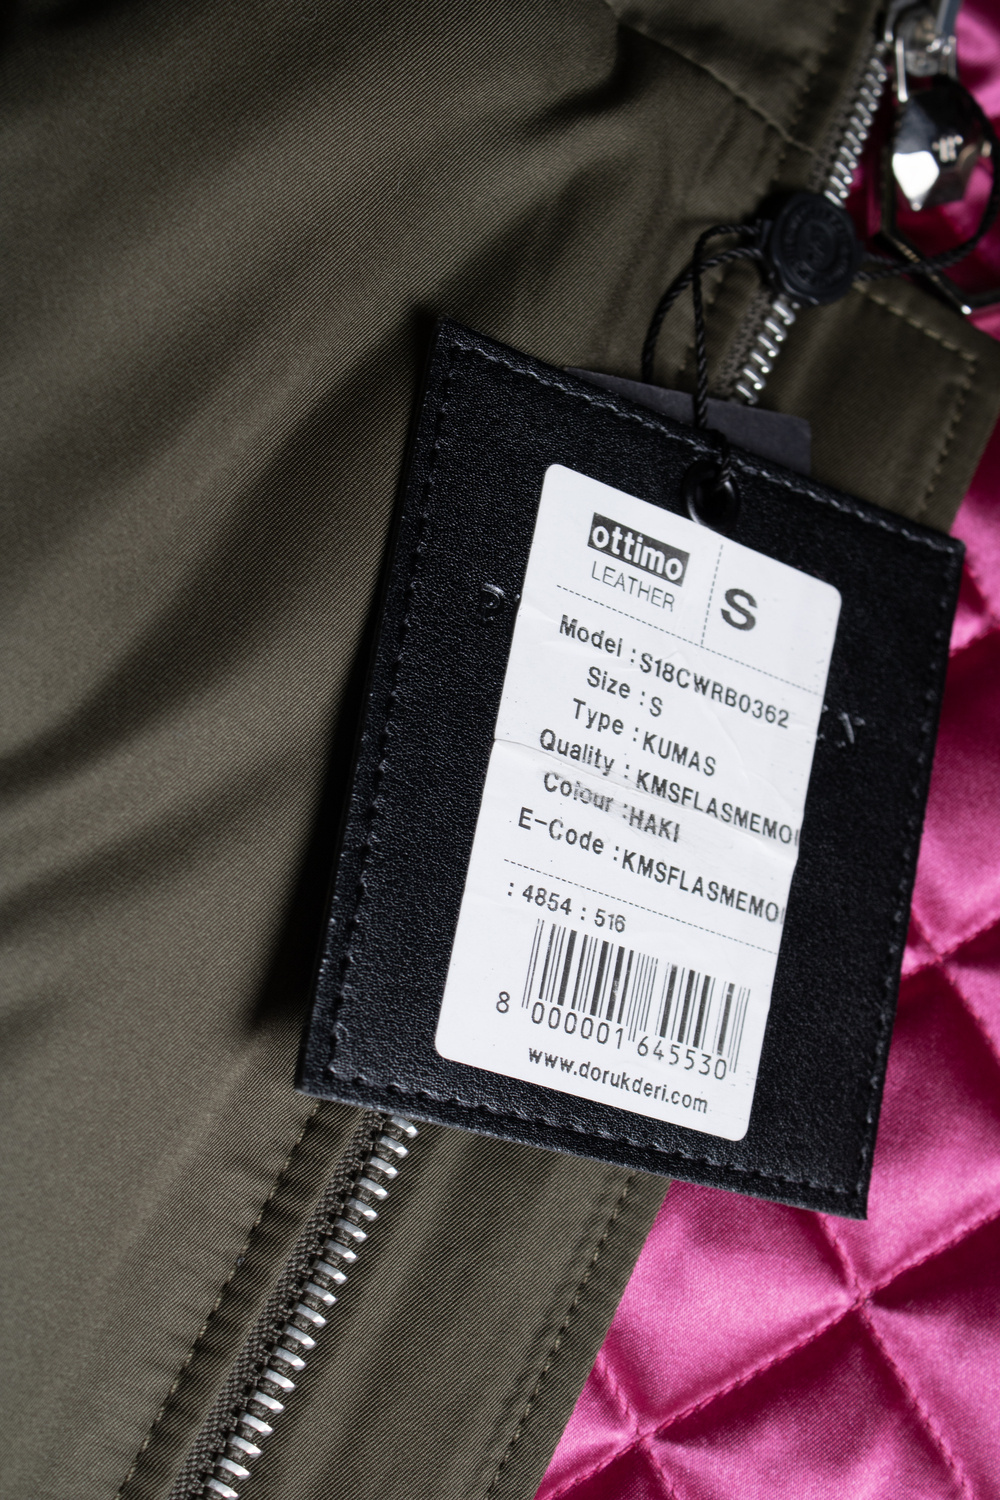 ottimo
LEATHER
S
Model : S18CWRB0362
Size : S
Type : KUMAS
Quality : KMSFLASMEMO
Colour : HAKI
E-Code : KMSFLASMEMO
: 4854 : 516
8 000001 645530
www.dorukderi.com